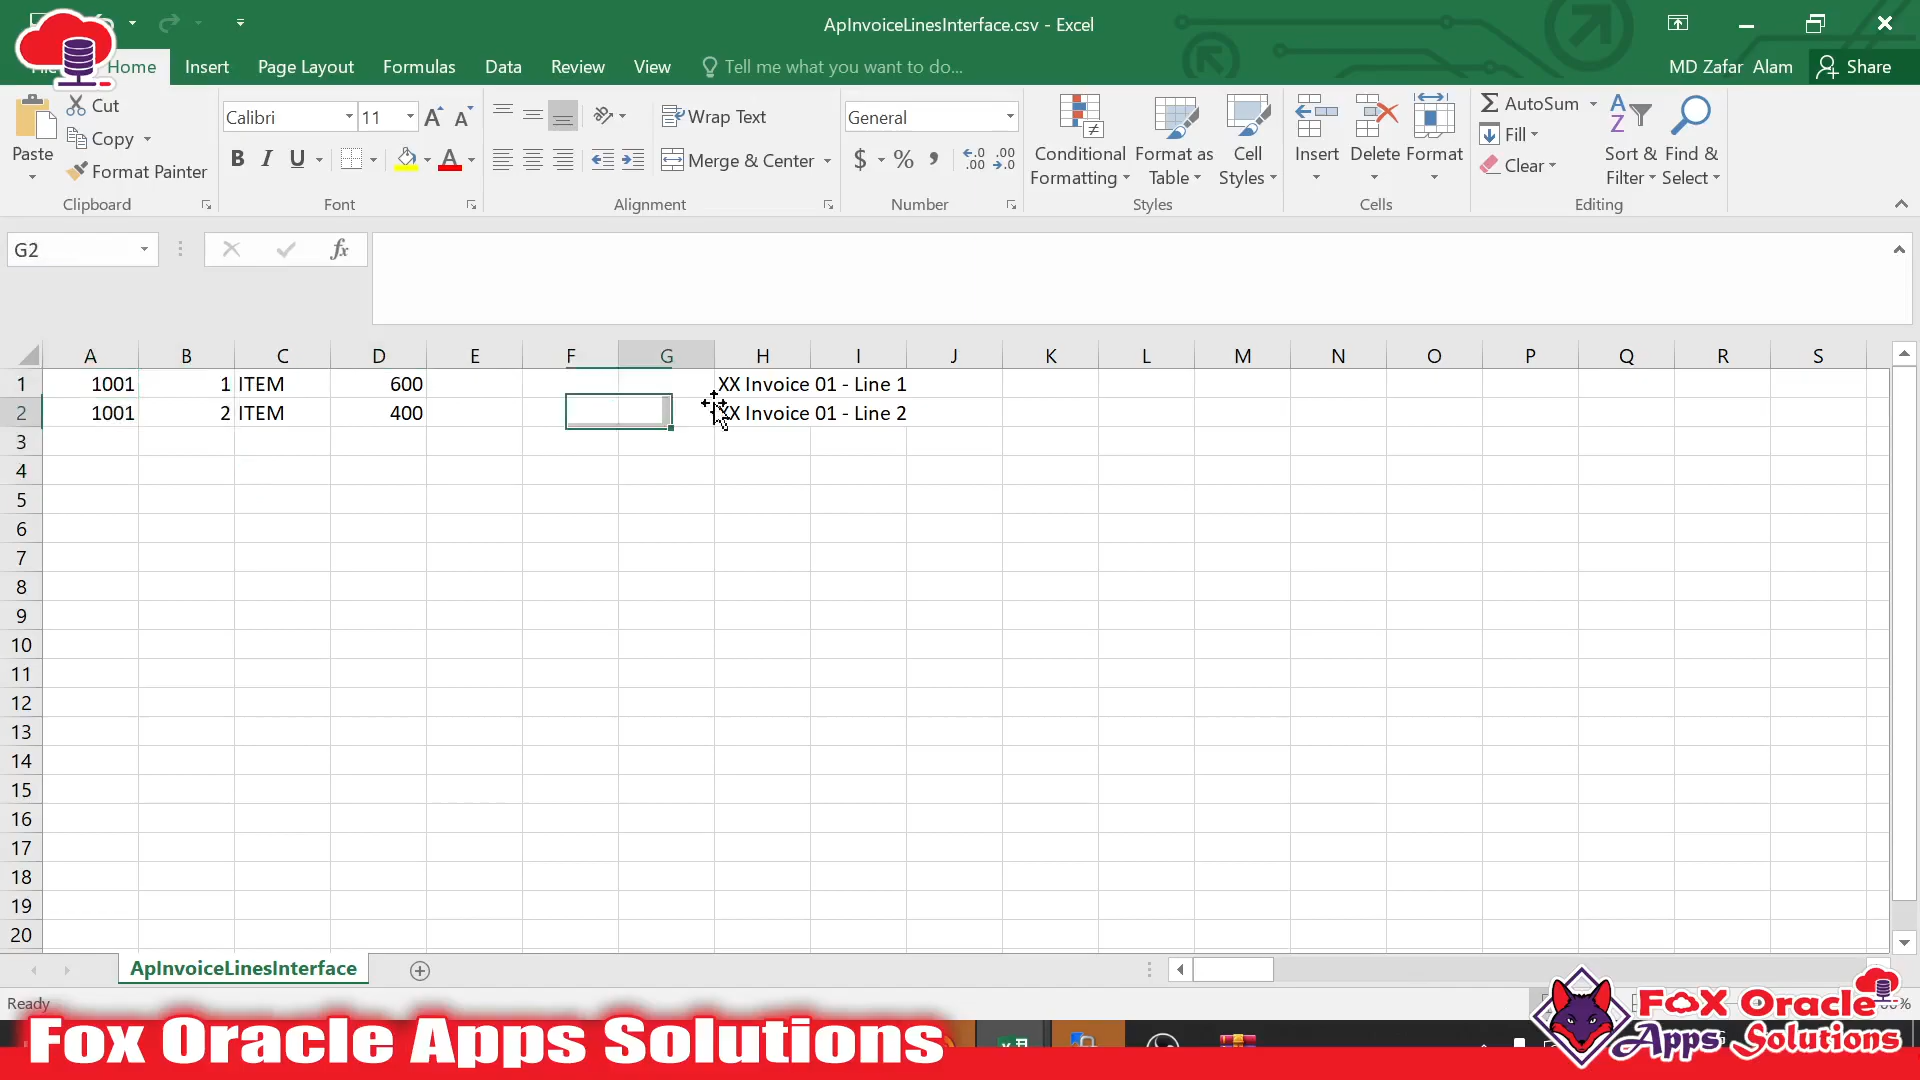 ApInvoiceLinesInterface.csv - Excel
Home Insert Page Layout Formulas Data Review View Tell me what you want to do... MD Zafar Alam Share
Paste
Cut
Copy
Format Painter
Clipboard
Calibri 11
B I U A
Font
Wrap Text
Merge & Center
Alignment
General
$ % ,
Number
Conditional Formatting
Format as Table
Cell Styles
Styles
Insert Delete Format
Cells
AutoSum
Fill
Clear
Sort & Filter
Find & Select
Editing
G2 fx
A B C D E F G H I J K L M N O P Q R S
1 1001 1 ITEM 600 XX Invoice 01 - Line 1
2 1001 2 ITEM 400 XX Invoice 01 - Line 2
3
4
5
6
7
8
9
10
11
12
13
14
15
16
17
18
19
20
ApInvoiceLinesInterface
Ready
Fox Oracle Apps Solutions
FOX Oracle
Apps Solutions